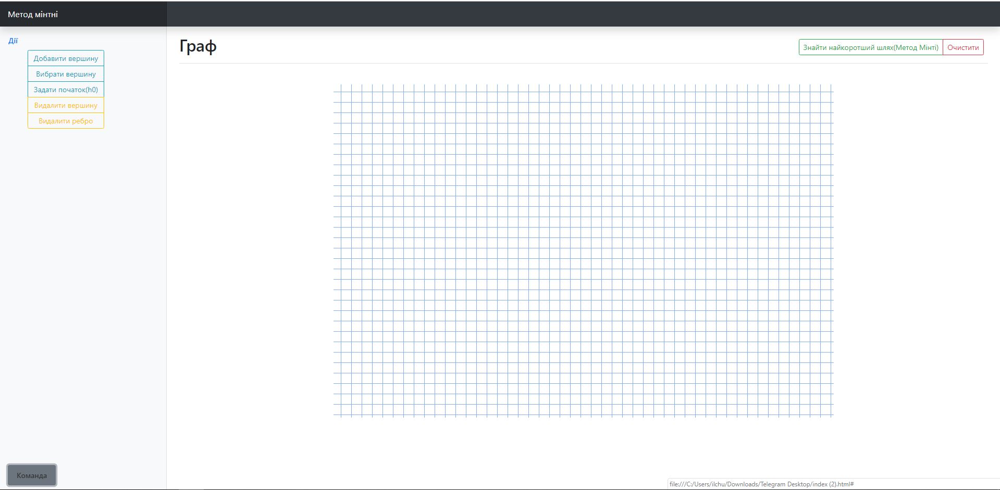 Метод мінтні
Дії
Добавити вершину
Вибрати вершину
Задати початок(h0)
Видалити вершину
Видалити ребро
Граф
Знайти найкоротший шлях(Метод Мінті)
Очистити
Команда
file:///C:/Users/ilchu/Downloads/Telegram Desktop/index (2).html#